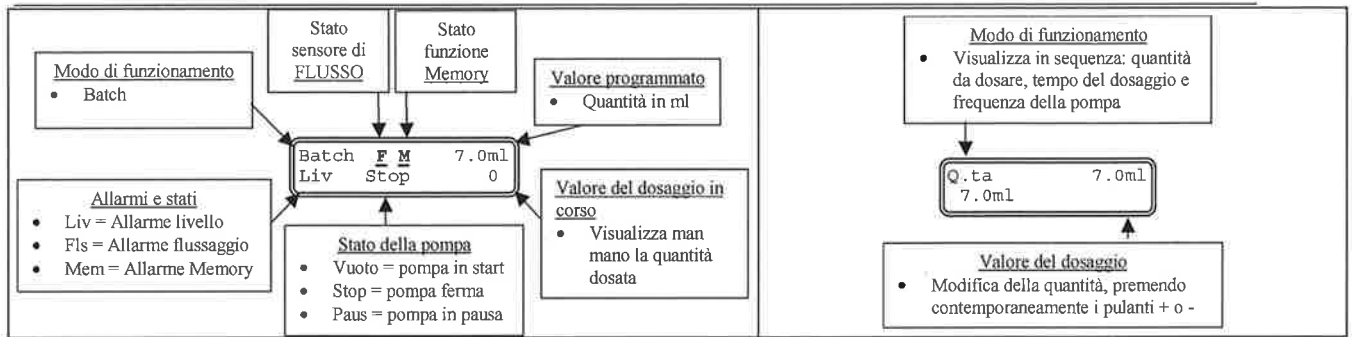 Stato
sensore di
FLUSSO
Stato
funzione
Memory
Modo di funzionamento
• Batch
Valore programmato
• Quantità in ml
Batch F M 7.0ml
Liv Stop 0
Allarmi e stati
• Liv = Allarme livello
• Fls = Allarme flussaggio
• Mem = Allarme Memory
Stato della pompa
• Vuoto = pompa in start
• Stop = pompa ferma
• Paus = pompa in pausa
Valore del dosaggio in
corso
• Visualizza man
mano la quantità
dosata
Modo di funzionamento
• Visualizza in sequenza: quantità
da dosare, tempo del dosaggio e
frequenza della pompa
Q.ta 7.0ml
7.0ml
Valore del dosaggio
• Modifica della quantità, premendo
contemporaneamente i pulanti + o -